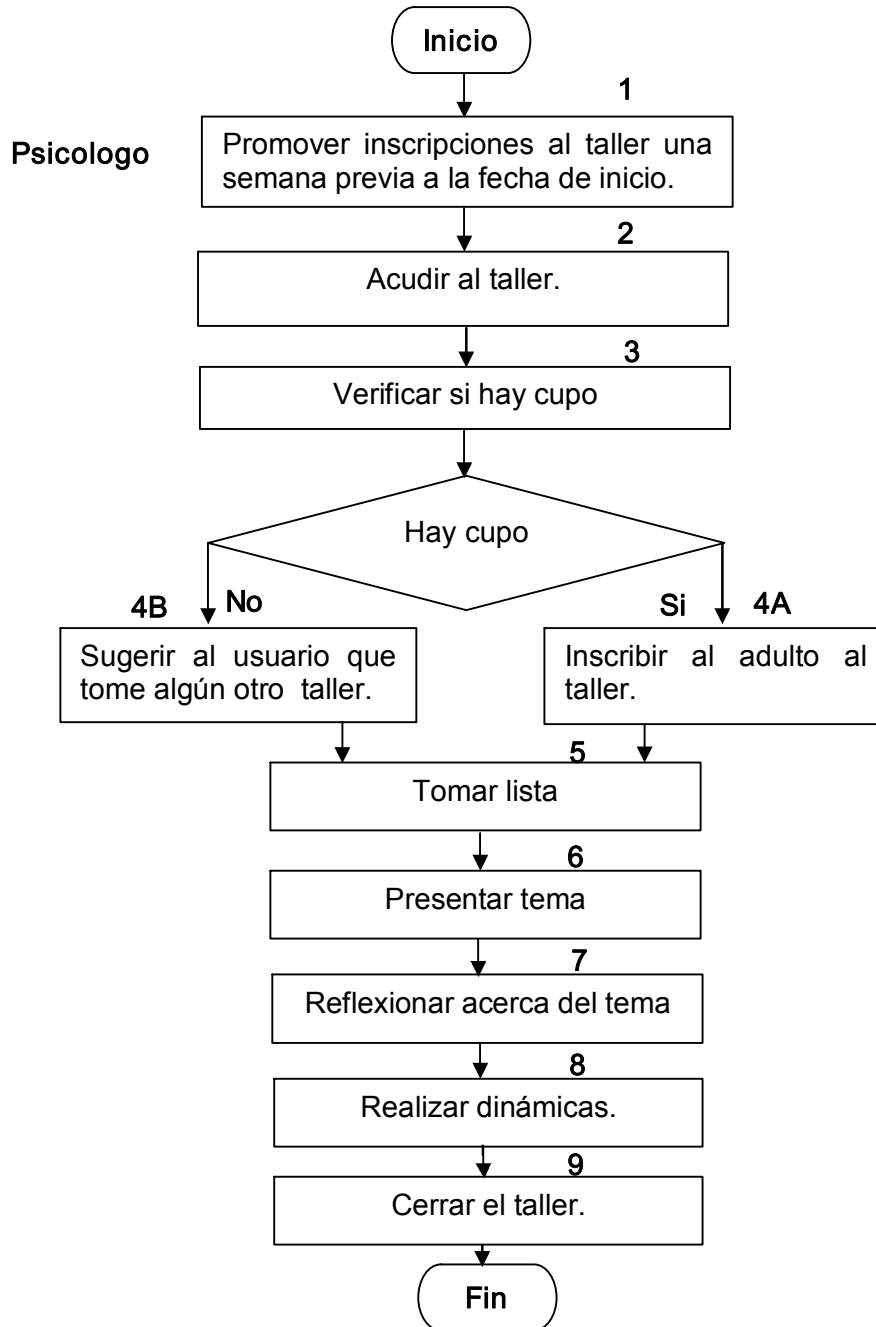 Inicio
1
Psicologo
Promover inscripciones al taller una
semana previa a la fecha de inicio.
2
Acudir al taller.
3
Verificar si hay cupo
Hay cupo
4B No
Si 4A
Sugerir al usuario que
tome algún otro taller.
Inscribir al adulto al
taller.
5
Tomar lista
6
Presentar tema
7
Reflexionar acerca del tema
8
Realizar dinámicas.
9
Cerrar el taller.
Fin